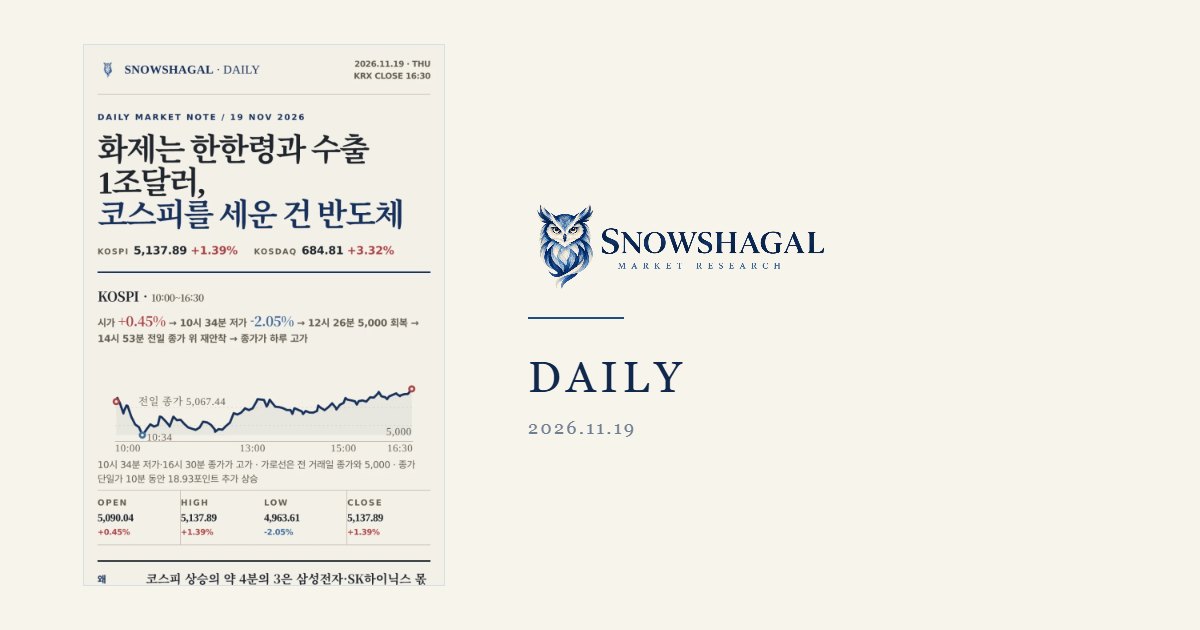 SNOWSHAGAL · DAILY
2026.11.19 · THU
KRX CLOSE 16:30
DAILY MARKET NOTE / 19 NOV 2026
화제는 한한령과 수출
1조달러,
코스피를 세운 건 반도체
KOSPI 5,137.89 +1.39% KOSDAQ 684.81 +3.32%
KOSPI · 10:00~16:30
시가 +0.45% → 10시 34분 저가 -2.05% → 12시 26분 5,000 회복 →
14시 53분 전일 종가 위 재안착 → 종가가 하루 고가
전일 종가 5,067.44
5,000
10:34
10:00 13:00 15:00 16:30
10시 34분 저가·16시 30분 종가가 고가 · 가로선은 전 거래일 종가와 5,000 · 종가
단일가 10분 동안 18.93포인트 추가 상승
OPEN HIGH LOW CLOSE
5,090.04 5,137.89 4,963.61 5,137.89
+0.45% +1.39% -2.05% +1.39%
왜 코스피 상승의 약 4분의 3은 삼성전자·SK하이닉스 몫
SNOWSHAGAL
MARKET RESEARCH
DAILY
2026.11.19